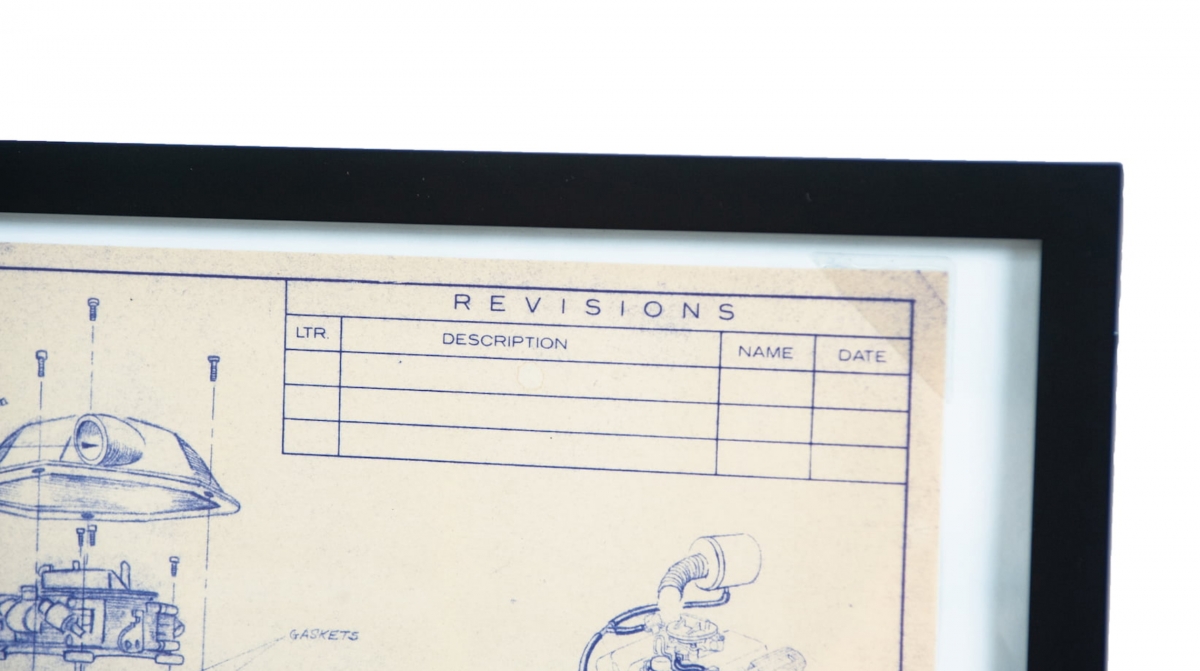 REVISIONS
LTR. DESCRIPTION NAME DATE
GASKETS